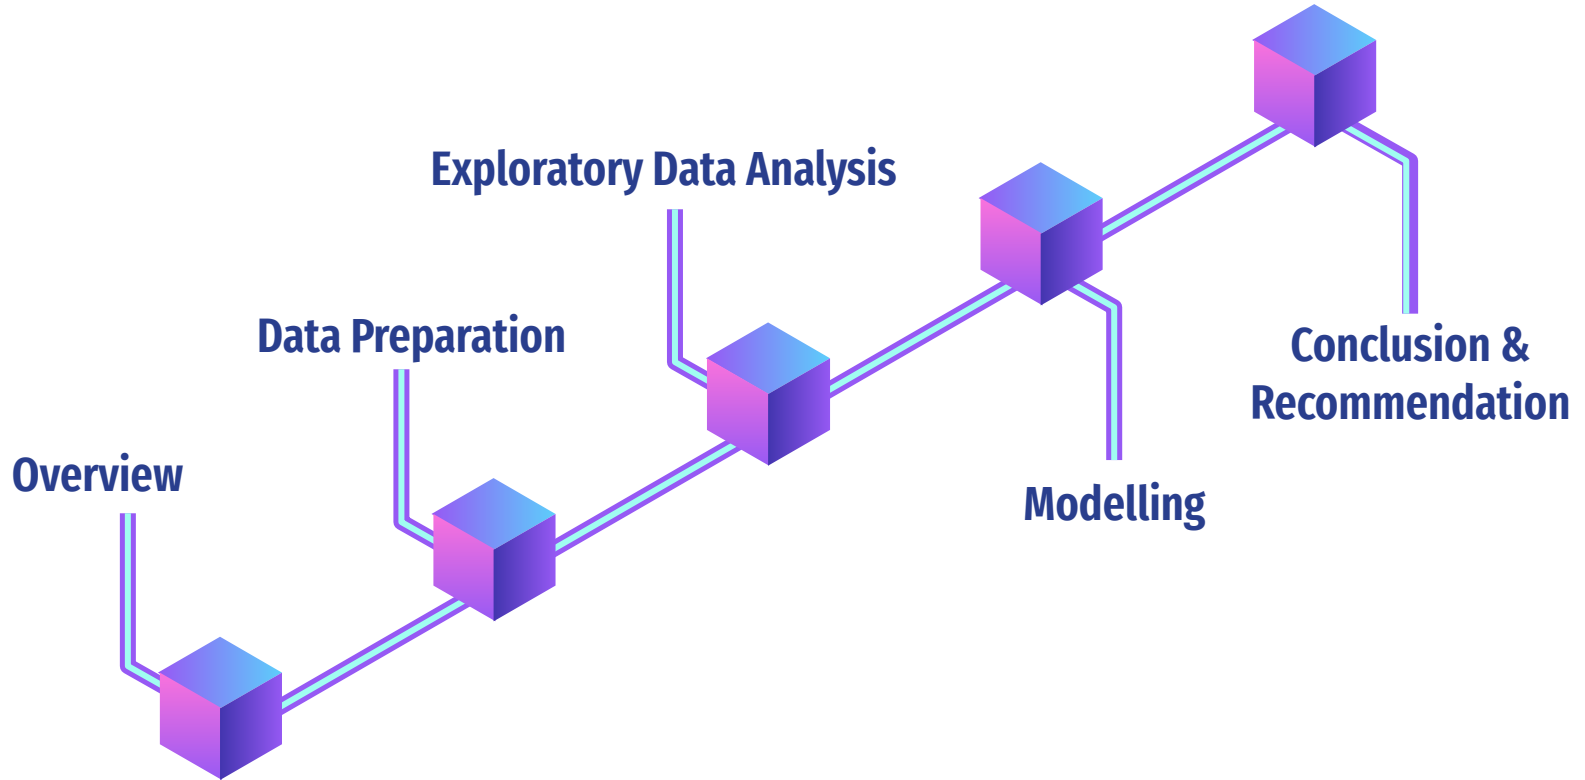 Overview
Data Preparation
Exploratory Data Analysis
Modelling
Conclusion &
Recommendation